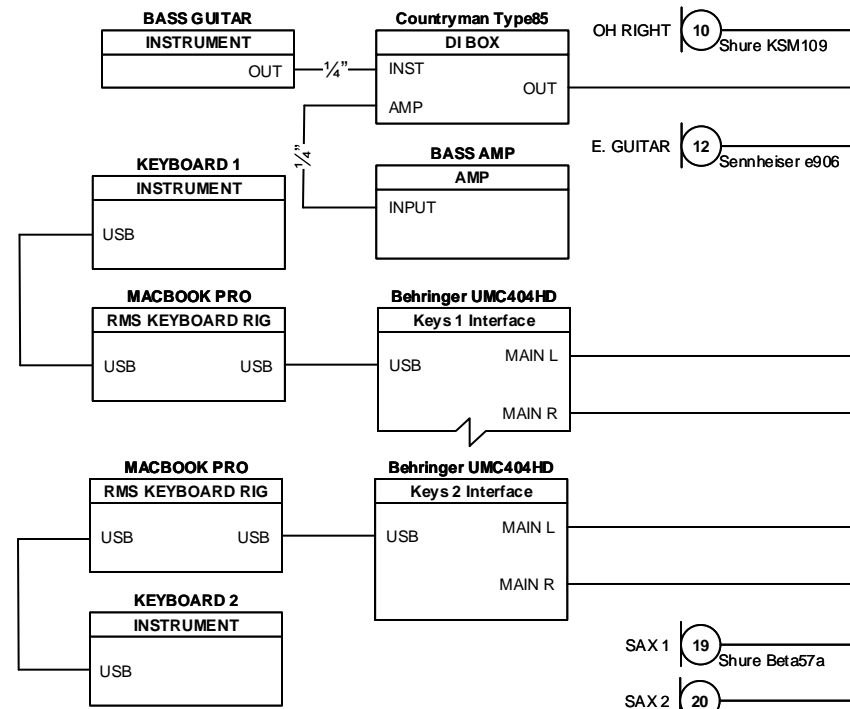 BASS GUITAR
INSTRUMENT
OUT
¼”
Countryman Type85
DI BOX
INST
OUT
AMP
¼”
OH RIGHT
10
Shure KSM109
BASS AMP
AMP
INPUT
E. GUITAR
12
Sennheiser e906
KEYBOARD 1
INSTRUMENT
USB
MACBOOK PRO
RMS KEYBOARD RIG
USB
USB
Behringer UMC404HD
Keys 1 Interface
USB
MAIN L
MAIN R
MACBOOK PRO
RMS KEYBOARD RIG
USB
USB
Behringer UMC404HD
Keys 2 Interface
USB
MAIN L
MAIN R
KEYBOARD 2
INSTRUMENT
USB
SAX 1
19
Shure Beta57a
SAX 2
20